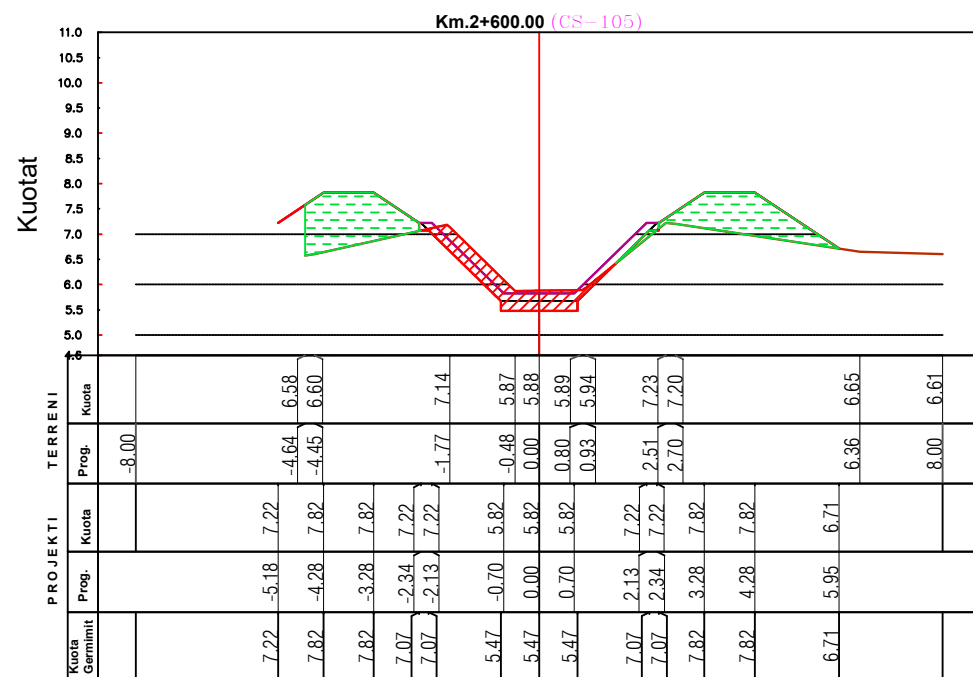 Km.2+600.00 (CS-105)
Kuotat
11.0
10.5
10.0
9.5
9.0
8.5
8.0
7.5
7.0
6.5
6.0
5.5
5.0
4.6
TERRENI
Kuota
6.58 6.60 7.14 5.87 5.88 5.89 5.94 7.23 7.20 6.65 6.61
Prog.
-8.00 -4.64 -4.45 -1.77 -0.48 0.00 0.80 0.93 2.51 2.70 6.36 8.00
PROJEKTI
Kuota
7.22 7.82 7.82 7.22 7.22 5.82 5.82 5.82 7.22 7.22 7.82 7.82 6.71
Prog.
-5.18 -4.28 -3.28 -2.34 -2.13 -0.70 0.00 0.70 2.13 2.34 3.28 4.28 5.95
Kuota
Germimit
7.22 7.82 7.82 7.07 7.07 5.47 5.47 5.47 7.07 7.07 7.82 7.82 6.71